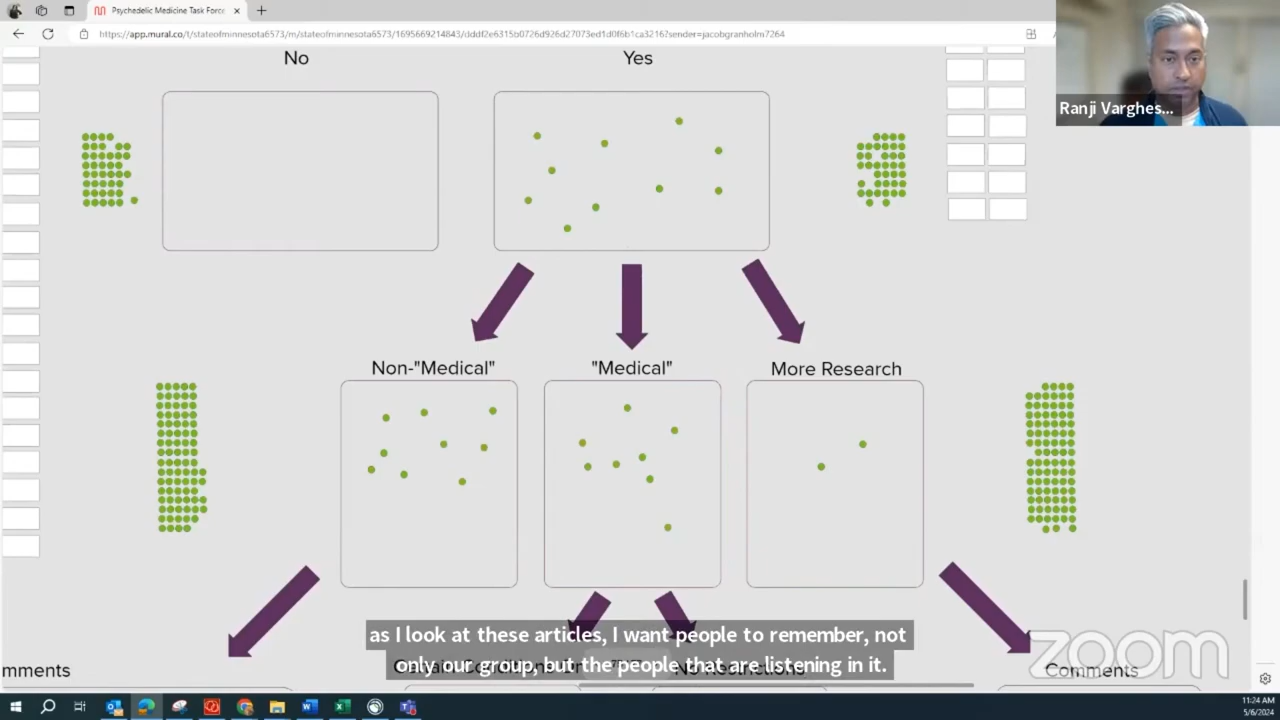 Psychedelic Medicine Task Force
https://app.mural.co/t/stateofminnesota6573/m/stateofminnesota6573/1695669214843/dddf2e6315b0726d926d27073ed1d0f6b1ca3216?sender=jacobgranholm7264
Ranji Varghes...
No
Yes
Non-"Medical"
"Medical"
More Research
as I look at these articles, I want people to remember, not
only our group, but the people that are listening in it.
mments
No Restrictions
Comments
zoom
11:24 AM
5/6/2024